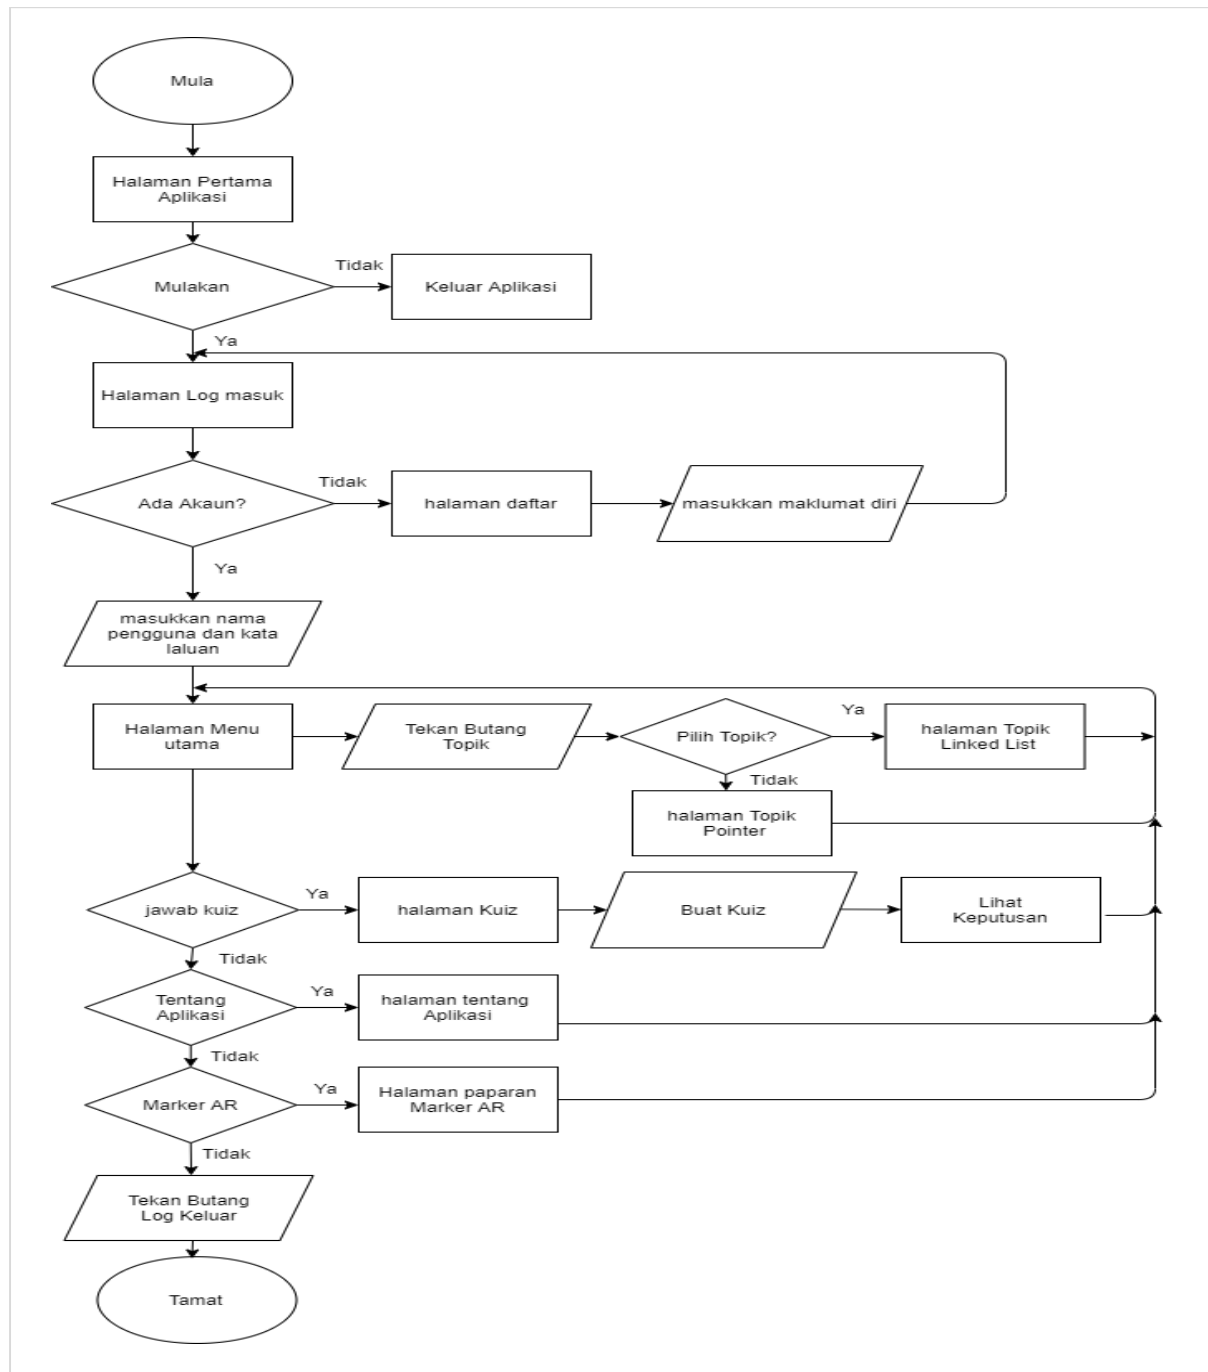 Mula
Halaman Pertama
Aplikasi
Mulakan
Tidak
Keluar Aplikasi
Ya
Halaman Log masuk
Ada Akaun?
Tidak
halaman daftar
masukkan maklumat diri
Ya
masukkan nama
pengguna dan kata
laluan
Halaman Menu
utama
Tekan Butang
Topik
Pilih Topik?
Ya
halaman Topik
Linked List
Tidak
halaman Topik
Pointer
jawab kuiz
Ya
halaman Kuiz
Buat Kuiz
Lihat
Keputusan
Tidak
Tentang
Aplikasi
Ya
halaman tentang
Aplikasi
Tidak
Marker AR
Ya
Halaman paparan
Marker AR
Tidak
Tekan Butang
Log Keluar
Tamat